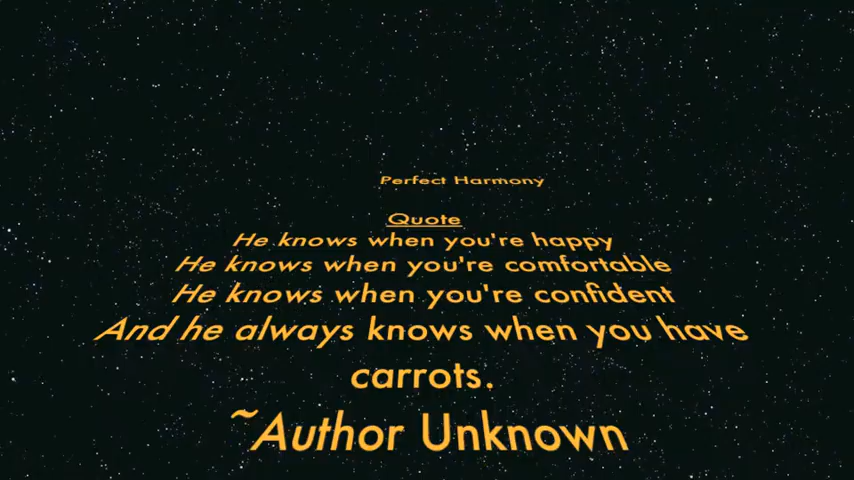 Perfect Harmony
Quote
He knows when you're happy
He knows when you're comfortable
He knows when you're confident
And he always knows when you have
carrots.
~Author Unknown